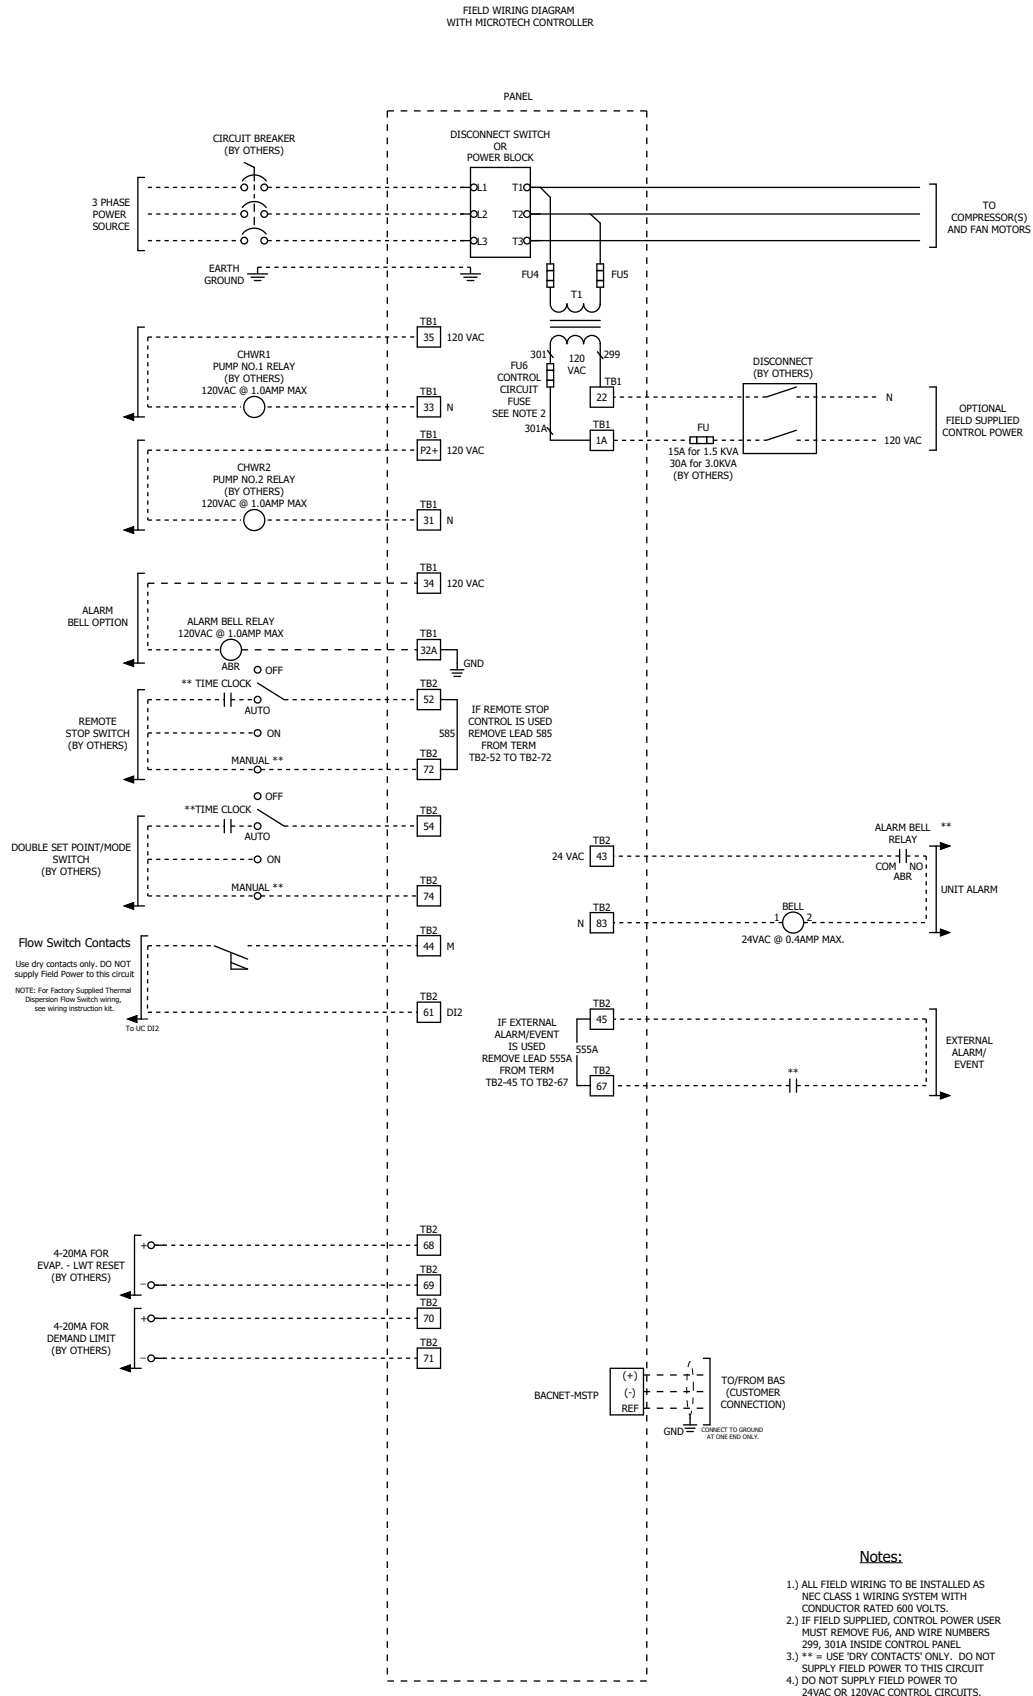 FIELD WIRING DIAGRAM
WITH MICROTECH CONTROLLER
PANEL
CIRCUIT BREAKER
(BY OTHERS)
DISCONNECT SWITCH
OR
POWER BLOCK
3 PHASE
POWER
SOURCE
L1
T1
L2
T2
L3
T3
TO
COMPRESSOR(S)
AND FAN MOTORS
EARTH
GROUND
FU4
FU5
T1
301
120
VAC
299
FU6
CONTROL
CIRCUIT
FUSE
SEE NOTE 2
301A
TB1
22
TB1
1A
DISCONNECT
(BY OTHERS)
FU
15A for 1.5 KVA
30A for 3.0KVA
(BY OTHERS)
N
120 VAC
OPTIONAL
FIELD SUPPLIED
CONTROL POWER
TB1
35
120 VAC
CHWR1
PUMP NO.1 RELAY
(BY OTHERS)
120VAC @ 1.0AMP MAX
TB1
33
N
TB1
P2+
120 VAC
CHWR2
PUMP NO.2 RELAY
(BY OTHERS)
120VAC @ 1.0AMP MAX
TB1
31
N
TB1
34
120 VAC
ALARM
BELL OPTION
ALARM BELL RELAY
120VAC @ 1.0AMP MAX
ABR
TB1
32A
GND
OFF
** TIME CLOCK
AUTO
TB2
52
REMOTE
STOP SWITCH
(BY OTHERS)
ON
MANUAL **
TB2
72
585
IF REMOTE STOP
CONTROL IS USED
REMOVE LEAD 585
FROM TERM
TB2-52 TO TB2-72
OFF
**TIME CLOCK
AUTO
TB2
54
DOUBLE SET POINT/MODE
SWITCH
(BY OTHERS)
ON
MANUAL **
TB2
74
TB2
24 VAC
43
ALARM BELL **
RELAY
COM NO
ABR
UNIT ALARM
TB2
N
83
BELL
1
2
24VAC @ 0.4AMP MAX.
Flow Switch Contacts
Use dry contacts only. DO NOT
supply Field Power to this circuit
NOTE: For Factory Supplied Thermal
Dispersion Flow Switch wiring,
see wiring instruction kit.
To UC DI2
TB2
44
M
TB2
61
DI2
IF EXTERNAL
ALARM/EVENT
IS USED
REMOVE LEAD 555A
FROM TERM
TB2-45 TO TB2-67
555A
TB2
45
TB2
67
**
EXTERNAL
ALARM/
EVENT
4-20MA FOR
EVAP. - LWT RESET
(BY OTHERS)
+
TB2
68
−
TB2
69
4-20MA FOR
DEMAND LIMIT
(BY OTHERS)
+
TB2
70
−
TB2
71
BACNET-MSTP
(+)
(-)
REF
TO/FROM BAS
(CUSTOMER
CONNECTION)
GND
CONNECT TO GROUND
AT ONE END ONLY.
Notes:
1.) ALL FIELD WIRING TO BE INSTALLED AS
NEC CLASS 1 WIRING SYSTEM WITH
CONDUCTOR RATED 600 VOLTS.
2.) IF FIELD SUPPLIED, CONTROL POWER USER
MUST REMOVE FU6, AND WIRE NUMBERS
299, 301A INSIDE CONTROL PANEL
3.) ** = USE 'DRY CONTACTS' ONLY. DO NOT
SUPPLY FIELD POWER TO THIS CIRCUIT
4.) DO NOT SUPPLY FIELD POWER TO
24VAC OR 120VAC CONTROL CIRCUITS.